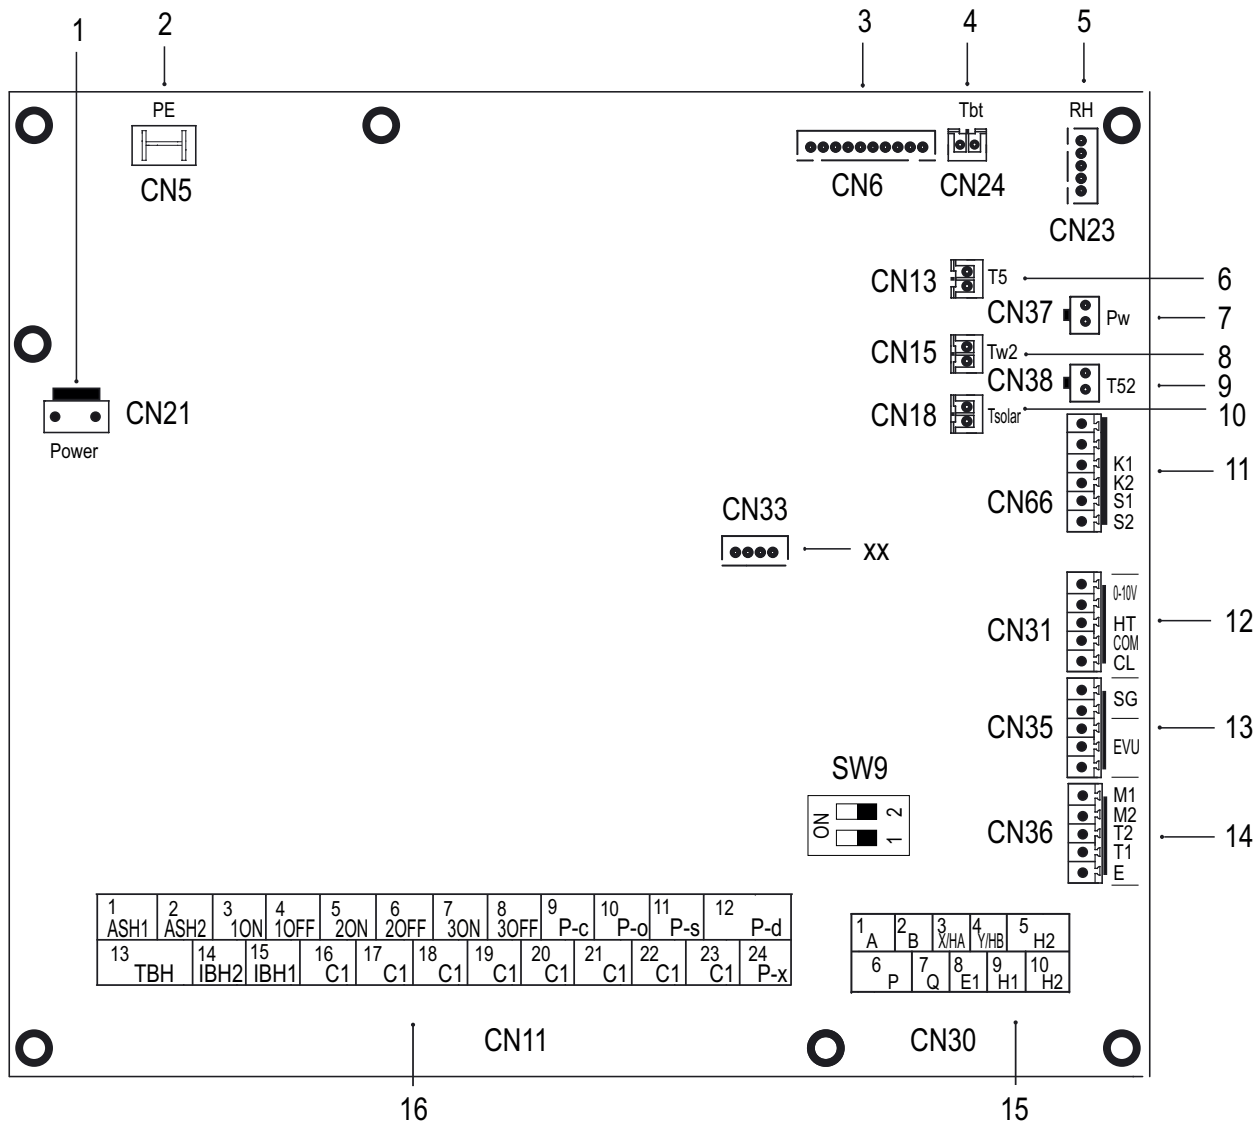 1 2 3 4 5
PE Tbt RH
CN5 CN6 CN24 CN23
CN13 T5 6
CN37 Pw 7
CN15 Tw2 8
CN38 T52 9
CN18 Tsolar 10
CN21
Power
K1
K2
S1
S2
CN66 11
CN33
xx
0-10V
HT
COM
CL
CN31 12
SG
EVU
CN35 13
SW9
ON 1 2
M1
M2
T2
T1
E
CN36 14
1 ASH1 2 ASH2 3 1ON 4 1OFF 5 2ON 6 2OFF 7 3ON 8 3OFF 9 P-c 10 P-o 11 P-s 12 P-d
13 TBH 14 IBH2 15 IBH1 16 C1 17 C1 18 C1 19 C1 20 C1 21 C1 22 C1 23 C1 24 P-x
1 A 2 B 3 X/HA 4 Y/HB 5 H2
6 P 7 Q 8 E1 9 H1 10 H2
CN11 CN30
16 15